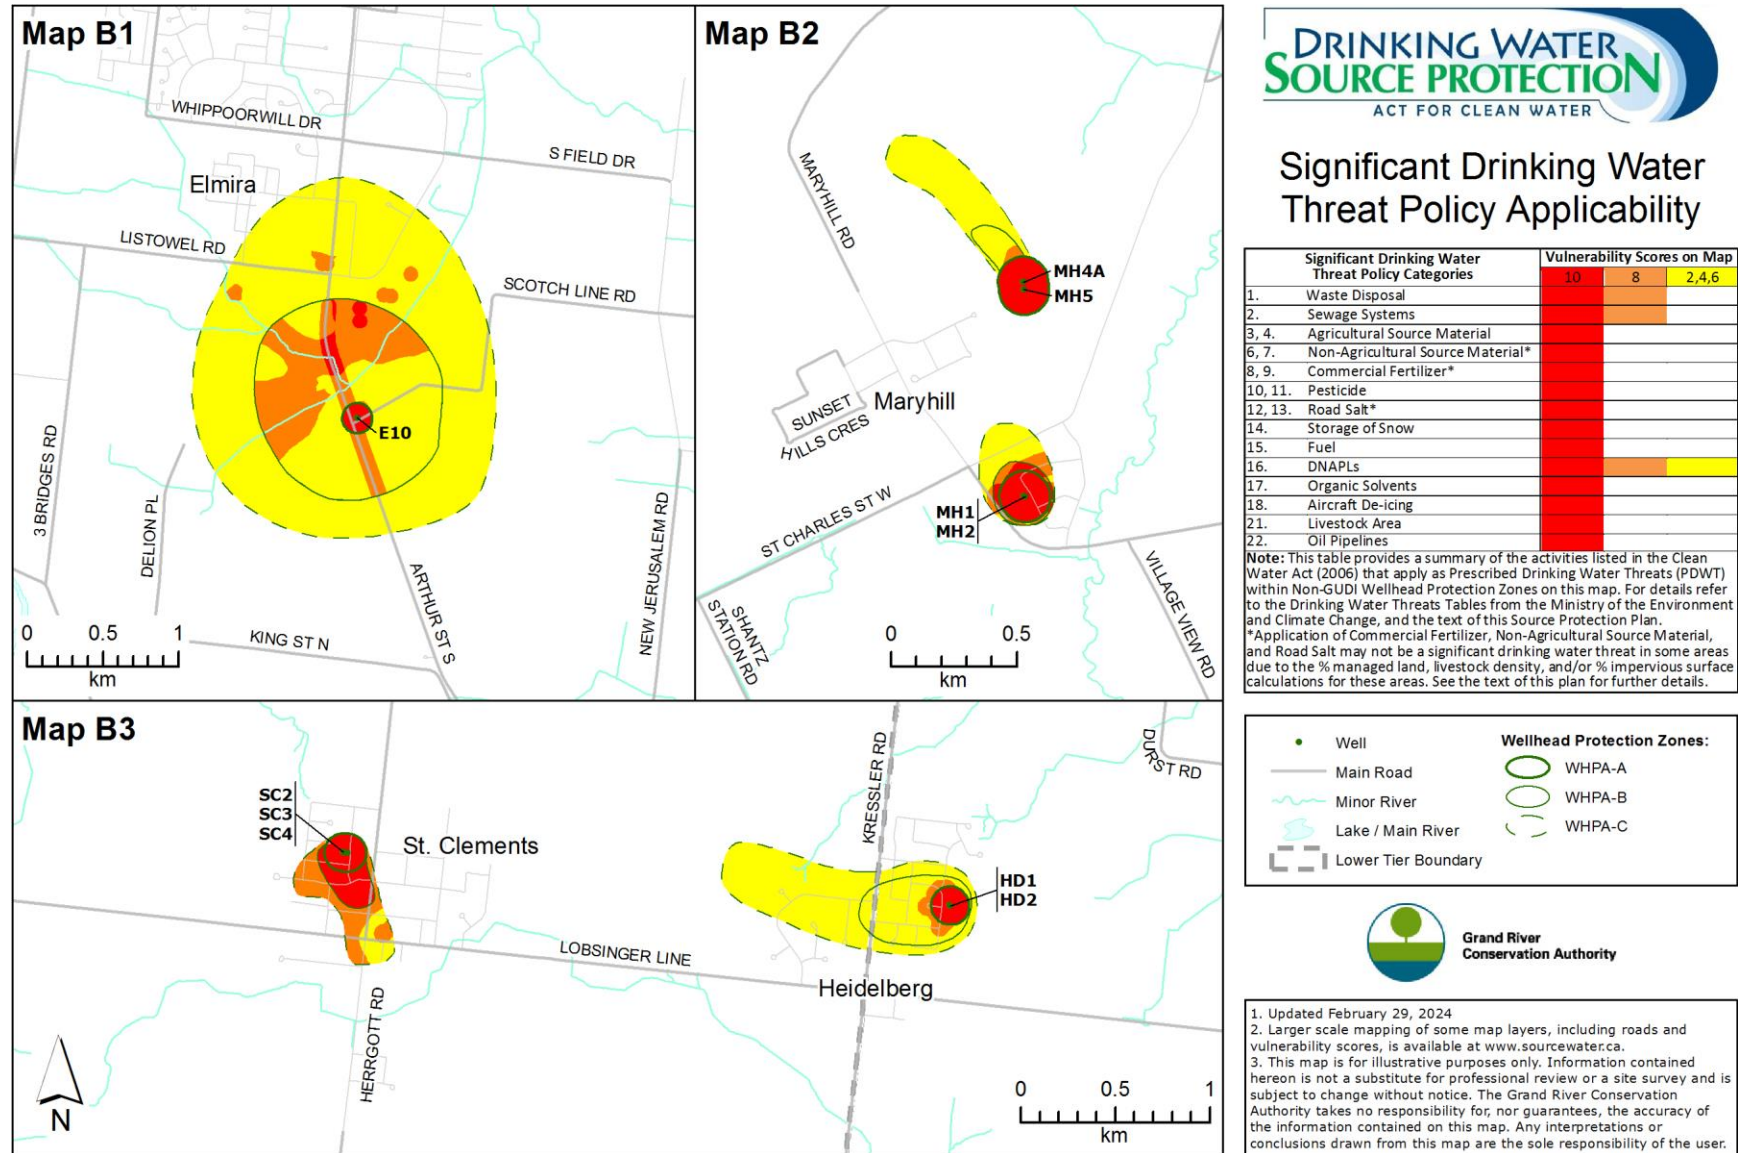 Map B1
WHIPPOORWILL DR
S FIELD DR
Elmira
LISTOWEL RD
SCOTCH LINE RD
E10
3 BRIDGES RD
DELION PL
ARTHUR ST S
NEW JERUSALEM RD
KING ST N
0 0.5 1
km
Map B2
MARYHILL RD
MH4A
MH5
SUNSET
HILLS CRES
Maryhill
MH1
MH2
ST CHARLES ST W
SHANTZ
STATION RD
VILLAGE VIEW RD
0 0.5
km
Map B3
SC2
SC3
SC4
St. Clements
KRESSLER RD
DURST RD
HD1
HD2
LOBSINGER LINE
Heidelberg
HERRGOTT RD
N
0 0.5 1
km
DRINKING WATER
SOURCE PROTECTION
ACT FOR CLEAN WATER
Significant Drinking Water
Threat Policy Applicability
Significant Drinking Water
Threat Policy Categories
Vulnerability Scores on Map
10 8 2,4,6
1. Waste Disposal
2. Sewage Systems
3, 4. Agricultural Source Material
6, 7. Non-Agricultural Source Material*
8, 9. Commercial Fertilizer*
10, 11. Pesticide
12, 13. Road Salt*
14. Storage of Snow
15. Fuel
16. DNAPLs
17. Organic Solvents
18. Aircraft De-icing
21. Livestock Area
22. Oil Pipelines
Note: This table provides a summary of the activities listed in the Clean
Water Act (2006) that apply as Prescribed Drinking Water Threats (PDWT)
within Non-GUDI Wellhead Protection Zones on this map. For details refer
to the Drinking Water Threats Tables from the Ministry of the Environment
and Climate Change, and the text of this Source Protection Plan.
*Application of Commercial Fertilizer, Non-Agricultural Source Material,
and Road Salt may not be a significant drinking water threat in some areas
due to the % managed land, livestock density, and/or % impervious surface
calculations for these areas. See the text of this plan for further details.
Well
Main Road
Minor River
Lake / Main River
Lower Tier Boundary
Wellhead Protection Zones:
WHPA-A
WHPA-B
WHPA-C
Grand River
Conservation Authority
1. Updated February 29, 2024
2. Larger scale mapping of some map layers, including roads and
vulnerability scores, is available at www.sourcewater.ca.
3. This map is for illustrative purposes only. Information contained
hereon is not a substitute for professional review or a site survey and is
subject to change without notice. The Grand River Conservation
Authority takes no responsibility for, nor guarantees, the accuracy of
the information contained on this map. Any interpretations or
conclusions drawn from this map are the sole responsibility of the user.